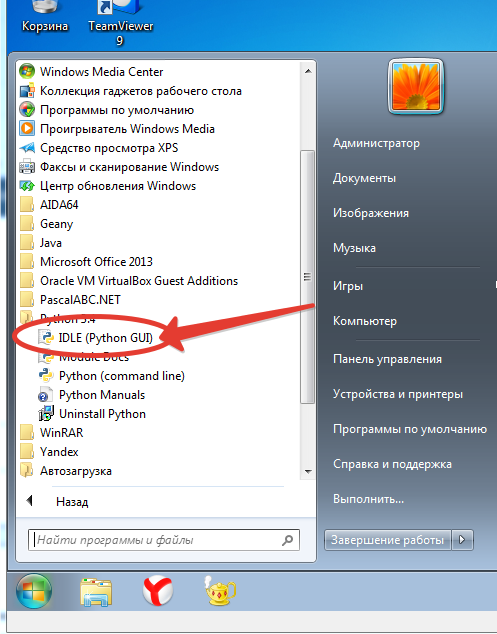 Корзина
TeamViewer
9
Windows Media Center
Коллекция гаджетов рабочего стола
Программы по умолчанию
Проигрыватель Windows Media
Средство просмотра XPS
Факсы и сканирование Windows
Центр обновления Windows
AIDA64
Geany
Java
Microsoft Office 2013
Oracle VM VirtualBox Guest Additions
PascalABC.NET
Python 3.4
IDLE (Python GUI)
Module Docs
Python (command line)
Python Manuals
Uninstall Python
WinRAR
Yandex
Автозагрузка
Назад
Найти программы и файлы
Администратор
Документы
Изображения
Музыка
Игры
Компьютер
Панель управления
Устройства и принтеры
Программы по умолчанию
Справка и поддержка
Выполнить...
Завершение работы